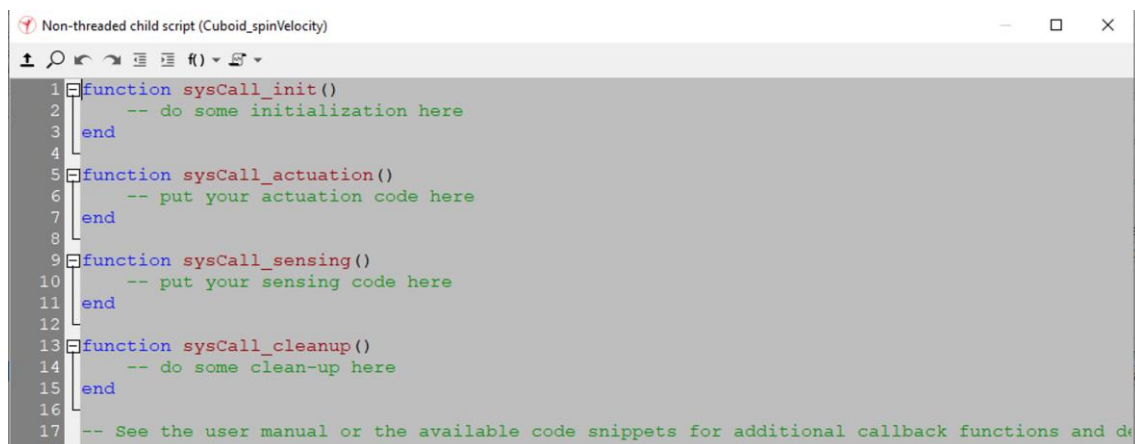 Non-threaded child script (Cuboid_spinVelocity)
f()
1 function sysCall_init()
2 -- do some initialization here
3 end
4
5 function sysCall_actuation()
6 -- put your actuation code here
7 end
8
9 function sysCall_sensing()
10 -- put your sensing code here
11 end
12
13 function sysCall_cleanup()
14 -- do some clean-up here
15 end
16
17 -- See the user manual or the available code snippets for additional callback functions and